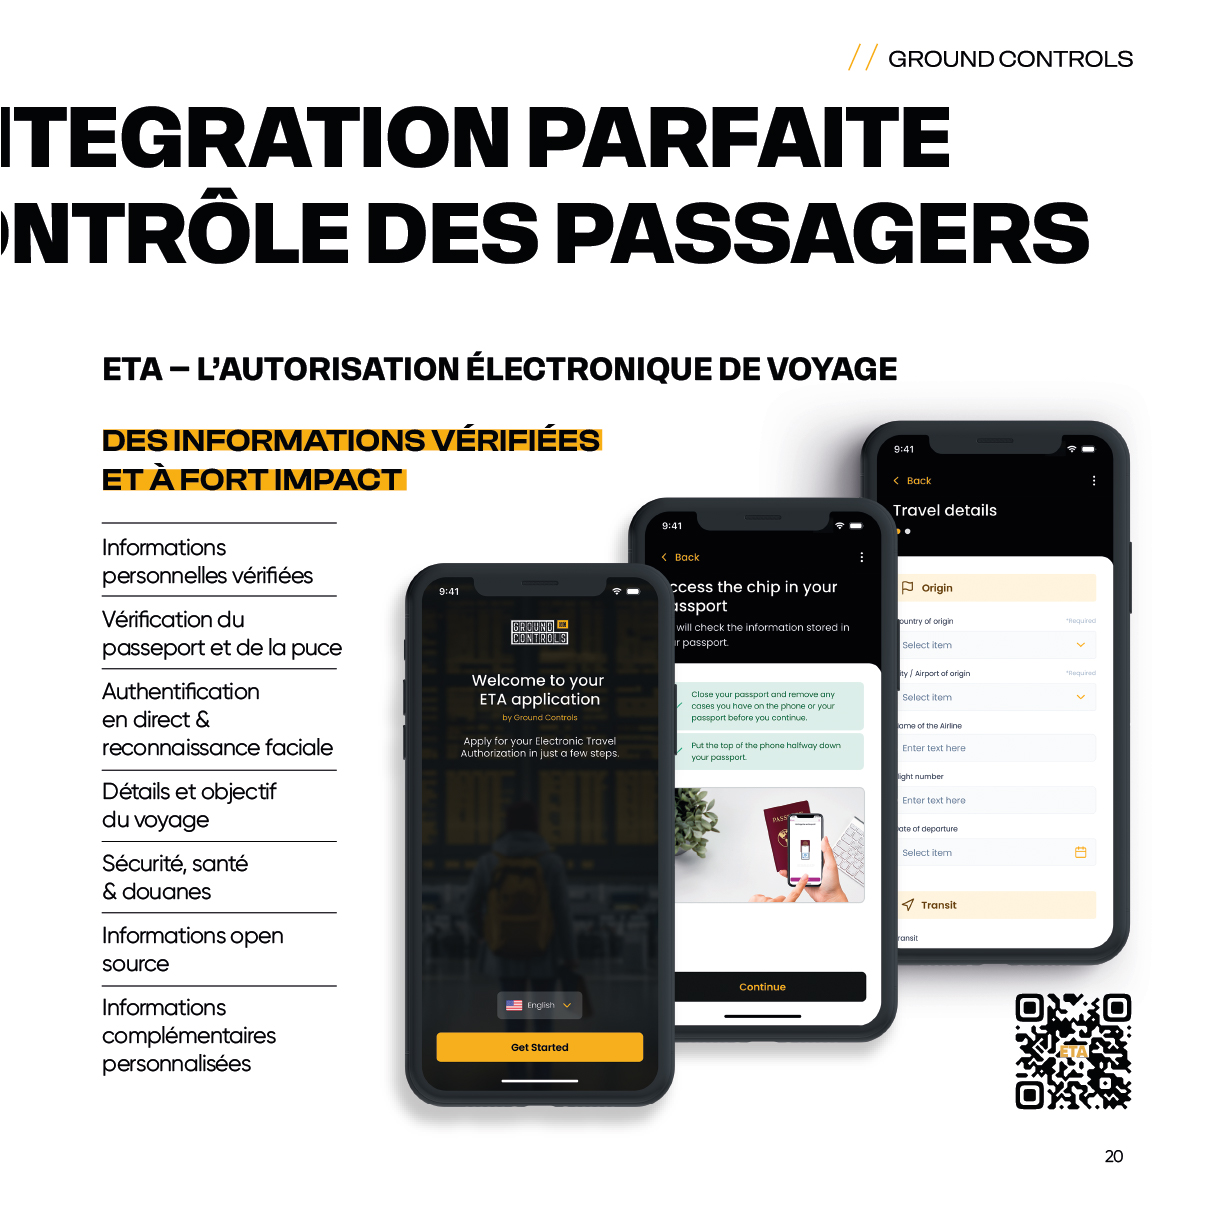 // GROUND CONTROLS
NTEGRATION PARFAITE
ONTRÔLE DES PASSAGERS
ETA – L'AUTORISATION ÉLECTRONIQUE DE VOYAGE
DES INFORMATIONS VÉRIFIÉES
ET À FORT IMPACT
Informations
personnelles vérifiées
Vérification du
passeport et de la puce
Authentification
en direct &
reconnaissance faciale
Détails et objectif
du voyage
Sécurité, santé
& douanes
Informations open
source
Informations
complémentaires
personnalisées
9:41
GROUND
CONTROLS
Welcome to your
ETA application
by Ground Controls
Apply for your Electronic Travel
Authorization in just a few steps.
English
Get Started
9:41
Back
ccess the chip in your
assport
will check the information stored in
r passport.
Close your passport and remove any
cases you have on the phone or your
passport before you continue.
Put the top of the phone halfway down
your passport.
PASS
Continue
9:41
Back
Travel details
Origin
ountry of origin
*Required
Select item
ity / Airport of origin
*Required
Select item
ame of the Airline
Enter text here
light number
Enter text here
ate of departure
Select item
Transit
ransit
ETA
20